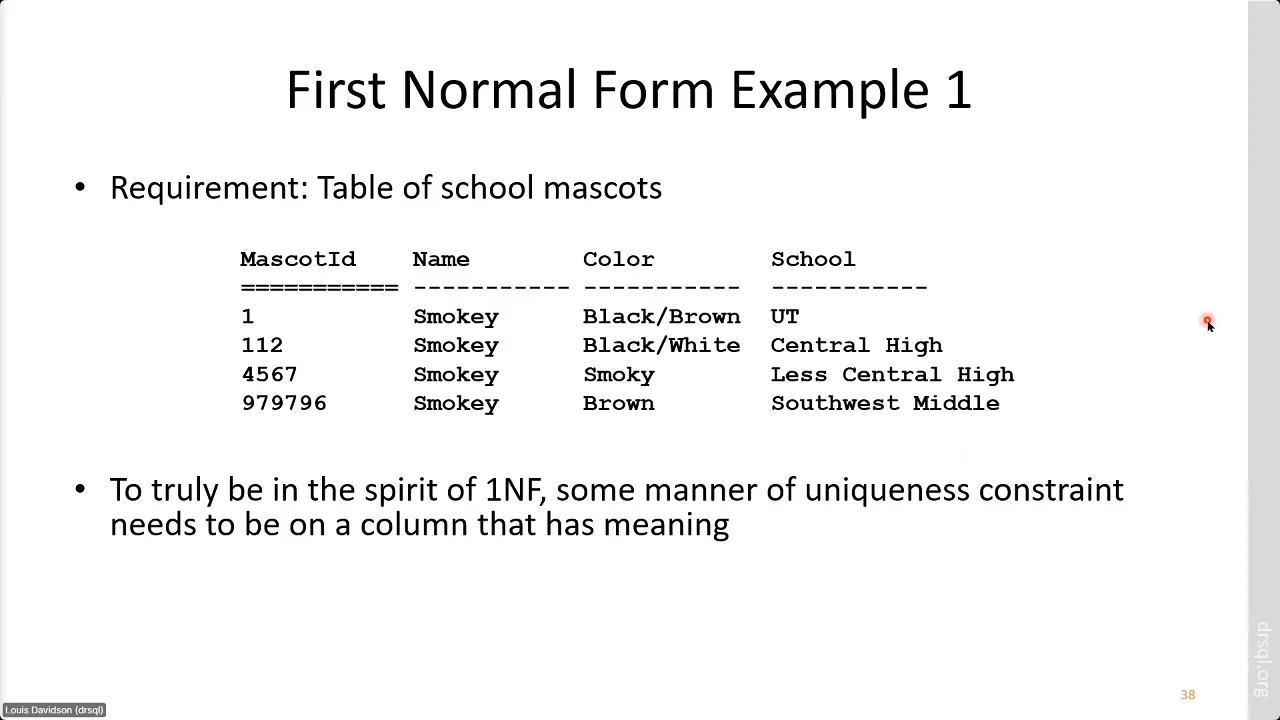 First Normal Form Example 1
• Requirement: Table of school mascots
MascotId Name Color School
=========== ----------- ----------- -----------
1 Smokey Black/Brown UT
112 Smokey Black/White Central High
4567 Smokey Smoky Less Central High
979796 Smokey Brown Southwest Middle
• To truly be in the spirit of 1NF, some manner of uniqueness constraint
needs to be on a column that has meaning
drsql.org
38
Louis Davidson (drsql)